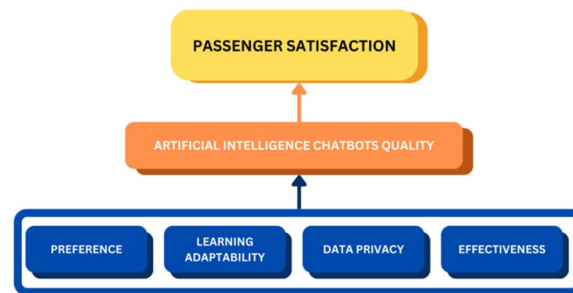 PASSENGER SATISFACTION
ARTIFICIAL INTELLIGENCE CHATBOTS QUALITY
PREFERENCE
LEARNING
ADAPTABILITY
DATA PRIVACY
EFFECTIVENESS